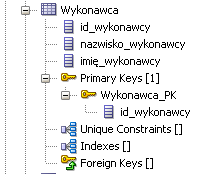 Wykonawca
id_wykonawcy
nazwisko_wykonawcy
imię_wykonawcy
Primary Keys [1]
Wykonawca_PK
id_wykonawcy
Unique Constraints []
Indexes []
Foreign Keys []